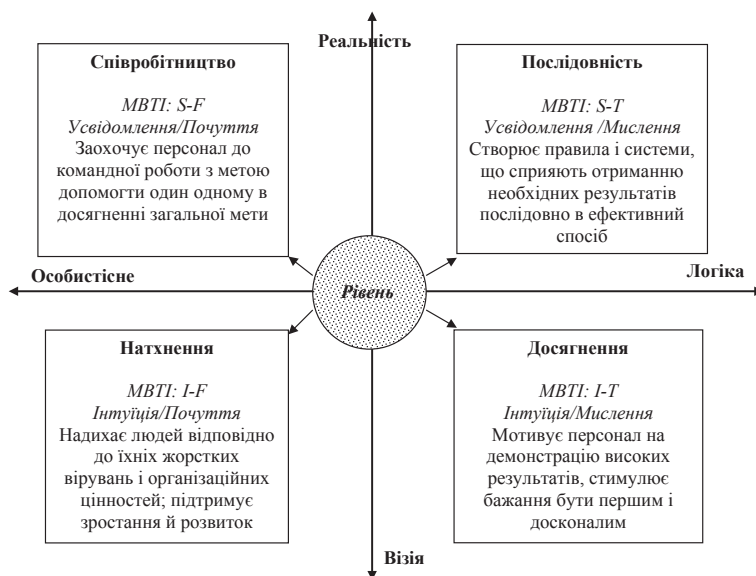 Реальність
Співробітництво
MBTI: S-F
Усвідомлення/Почуття
Заохочує персонал до
командної роботи з метою
допомогти один одному в
досягненні загальної мети
Послідовність
MBTI: S-T
Усвідомлення /Мислення
Створює правила і системи,
що сприяють отриманню
необхідних результатів
послідовно в ефективний
спосіб
Особистісне
Рівень
Логіка
Натхнення
MBTI: I-F
Інтуїція/Почуття
Надихає людей відповідно
до їхніх жорстких
вірувань і організаційних
цінностей; підтримує
зростання й розвиток
Досягнення
MBTI: I-T
Інтуїція/Мислення
Мотивує персонал на
демонстрацію високих
результатів, стимулює
бажання бути першим і
досконалим
Візія